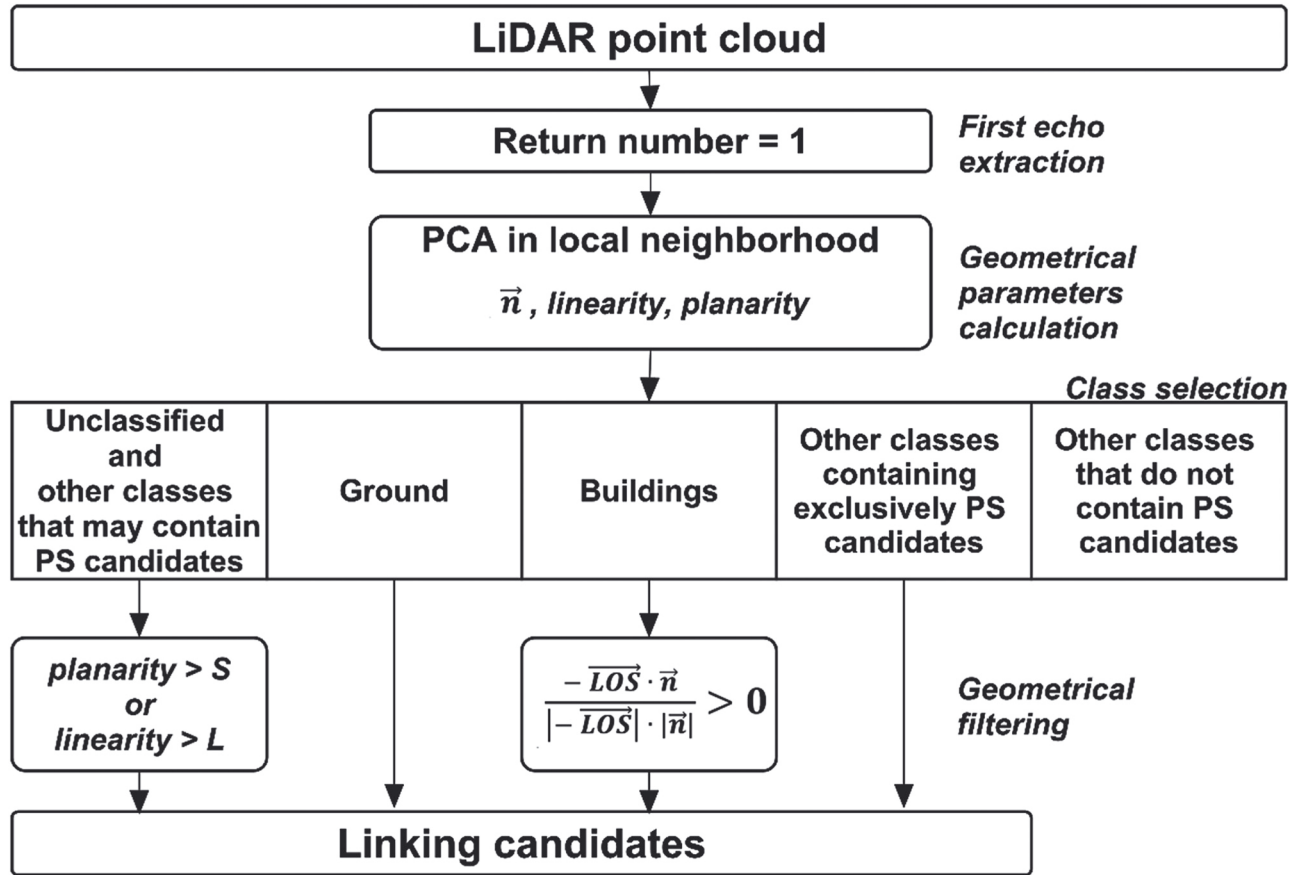 LiDAR point cloud
Return number = 1
First echo
extraction
PCA in local neighborhood
n⃗ , linearity, planarity
Geometrical
parameters
calculation
Class selection
Unclassified
and
other classes
that may contain
PS candidates
Ground
Buildings
Other classes
containing
exclusively PS
candidates
Other classes
that do not
contain PS
candidates
planarity > S
or
linearity > L
− LOS⃗ · n⃗
|− LOS⃗| · |n⃗|
> 0
Geometrical
filtering
Linking candidates